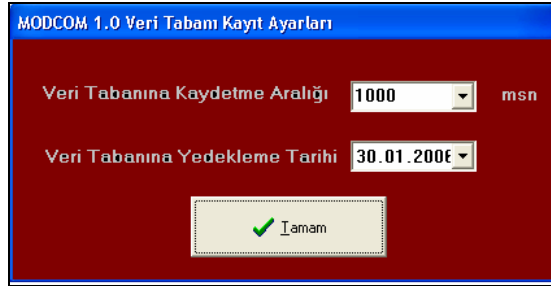 MODCOM 1.0 Veri Tabanı Kayıt Ayarları
Veri Tabanına Kaydetme Aralığı 1000 msn
Veri Tabanına Yedekleme Tarihi 30.01.2006
Tamam